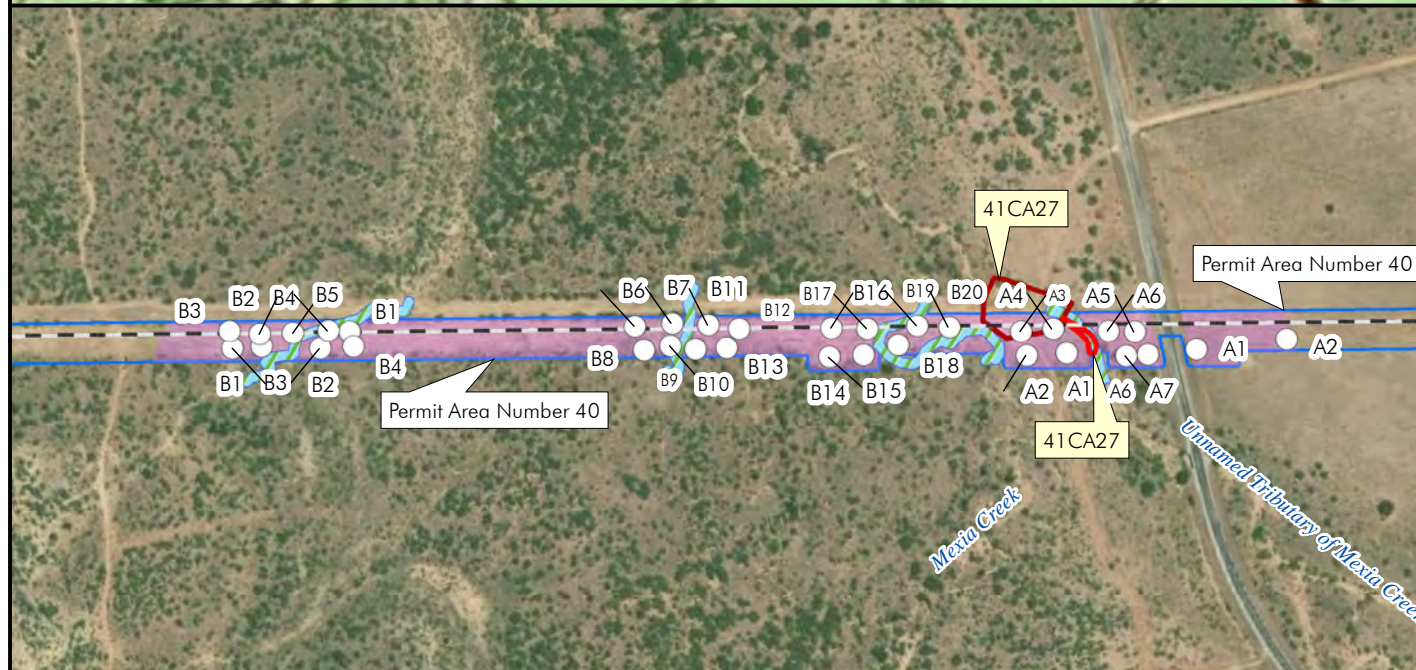 41CA27
Permit Area Number 40
B3
B2
B4
B5
B1
B6
B7
B11
B12
B17
B16
B19
B20
A4
A3
A5
A6
B1
B3
B2
B4
B8
B9
B10
B13
B14
B15
B18
A2
A1
A6
A7
A1
A2
Permit Area Number 40
41CA27
Mexia Creek
Unnamed Tributary of Mexia Creek